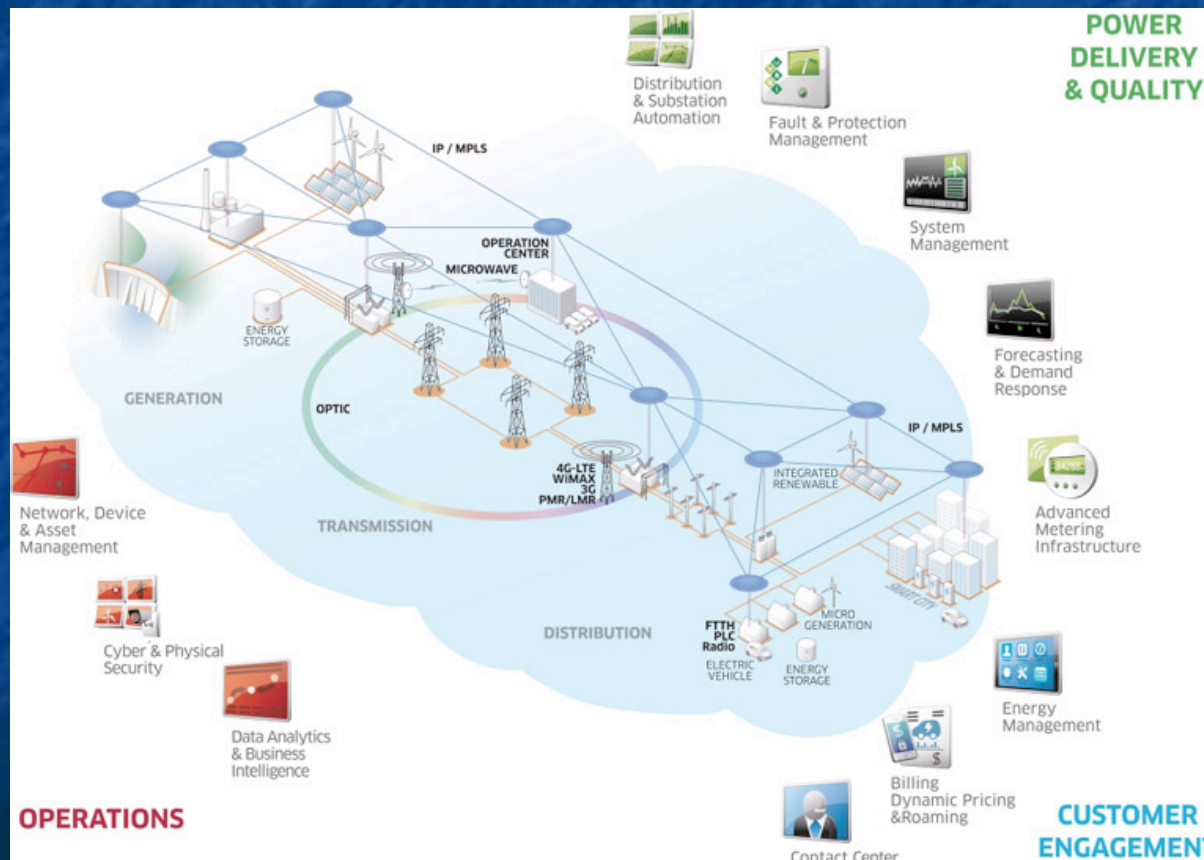 POWER
DELIVERY
& QUALITY
Distribution
& Substation
Automation
Fault & Protection
Management
IP / MPLS
System
Management
OPERATION
CENTER
MICROWAVE
ENERGY
STORAGE
Forecasting
& Demand
Response
GENERATION
OPTIC
IP / MPLS
34288
4G-LTE
WiMAX
3G
PMR/LMR
INTEGRATED
RENEWABLE
Network, Device
& Asset
Management
TRANSMISSION
Advanced
Metering
Infrastructure
SMART CITY
DISTRIBUTION
MICRO
GENERATION
FTTH
PLC
Radio
ELECTRIC
VEHICLE
ENERGY
STORAGE
Cyber & Physical
Security
Energy
Management
Data Analytics
& Business
Intelligence
$
$
Billing
Dynamic Pricing
&Roaming
OPERATIONS
CUSTOMER
ENGAGEMENT
Contact Center